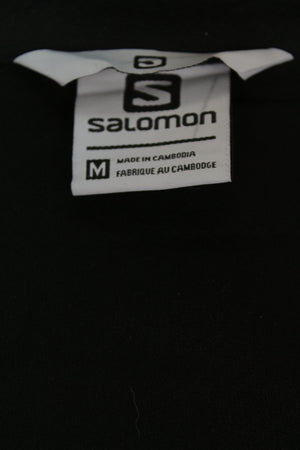 S
SALOMON
M
MADE IN CAMBODIA
FABRIQUE AU CAMBODGE